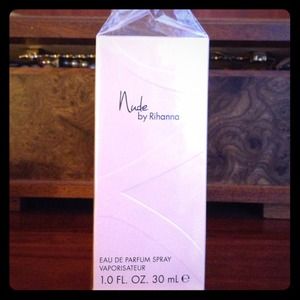 Nude
by Rihanna
EAU DE PARFUM SPRAY
VAPORISATEUR
1.0 FL. OZ. 30 mL ℮